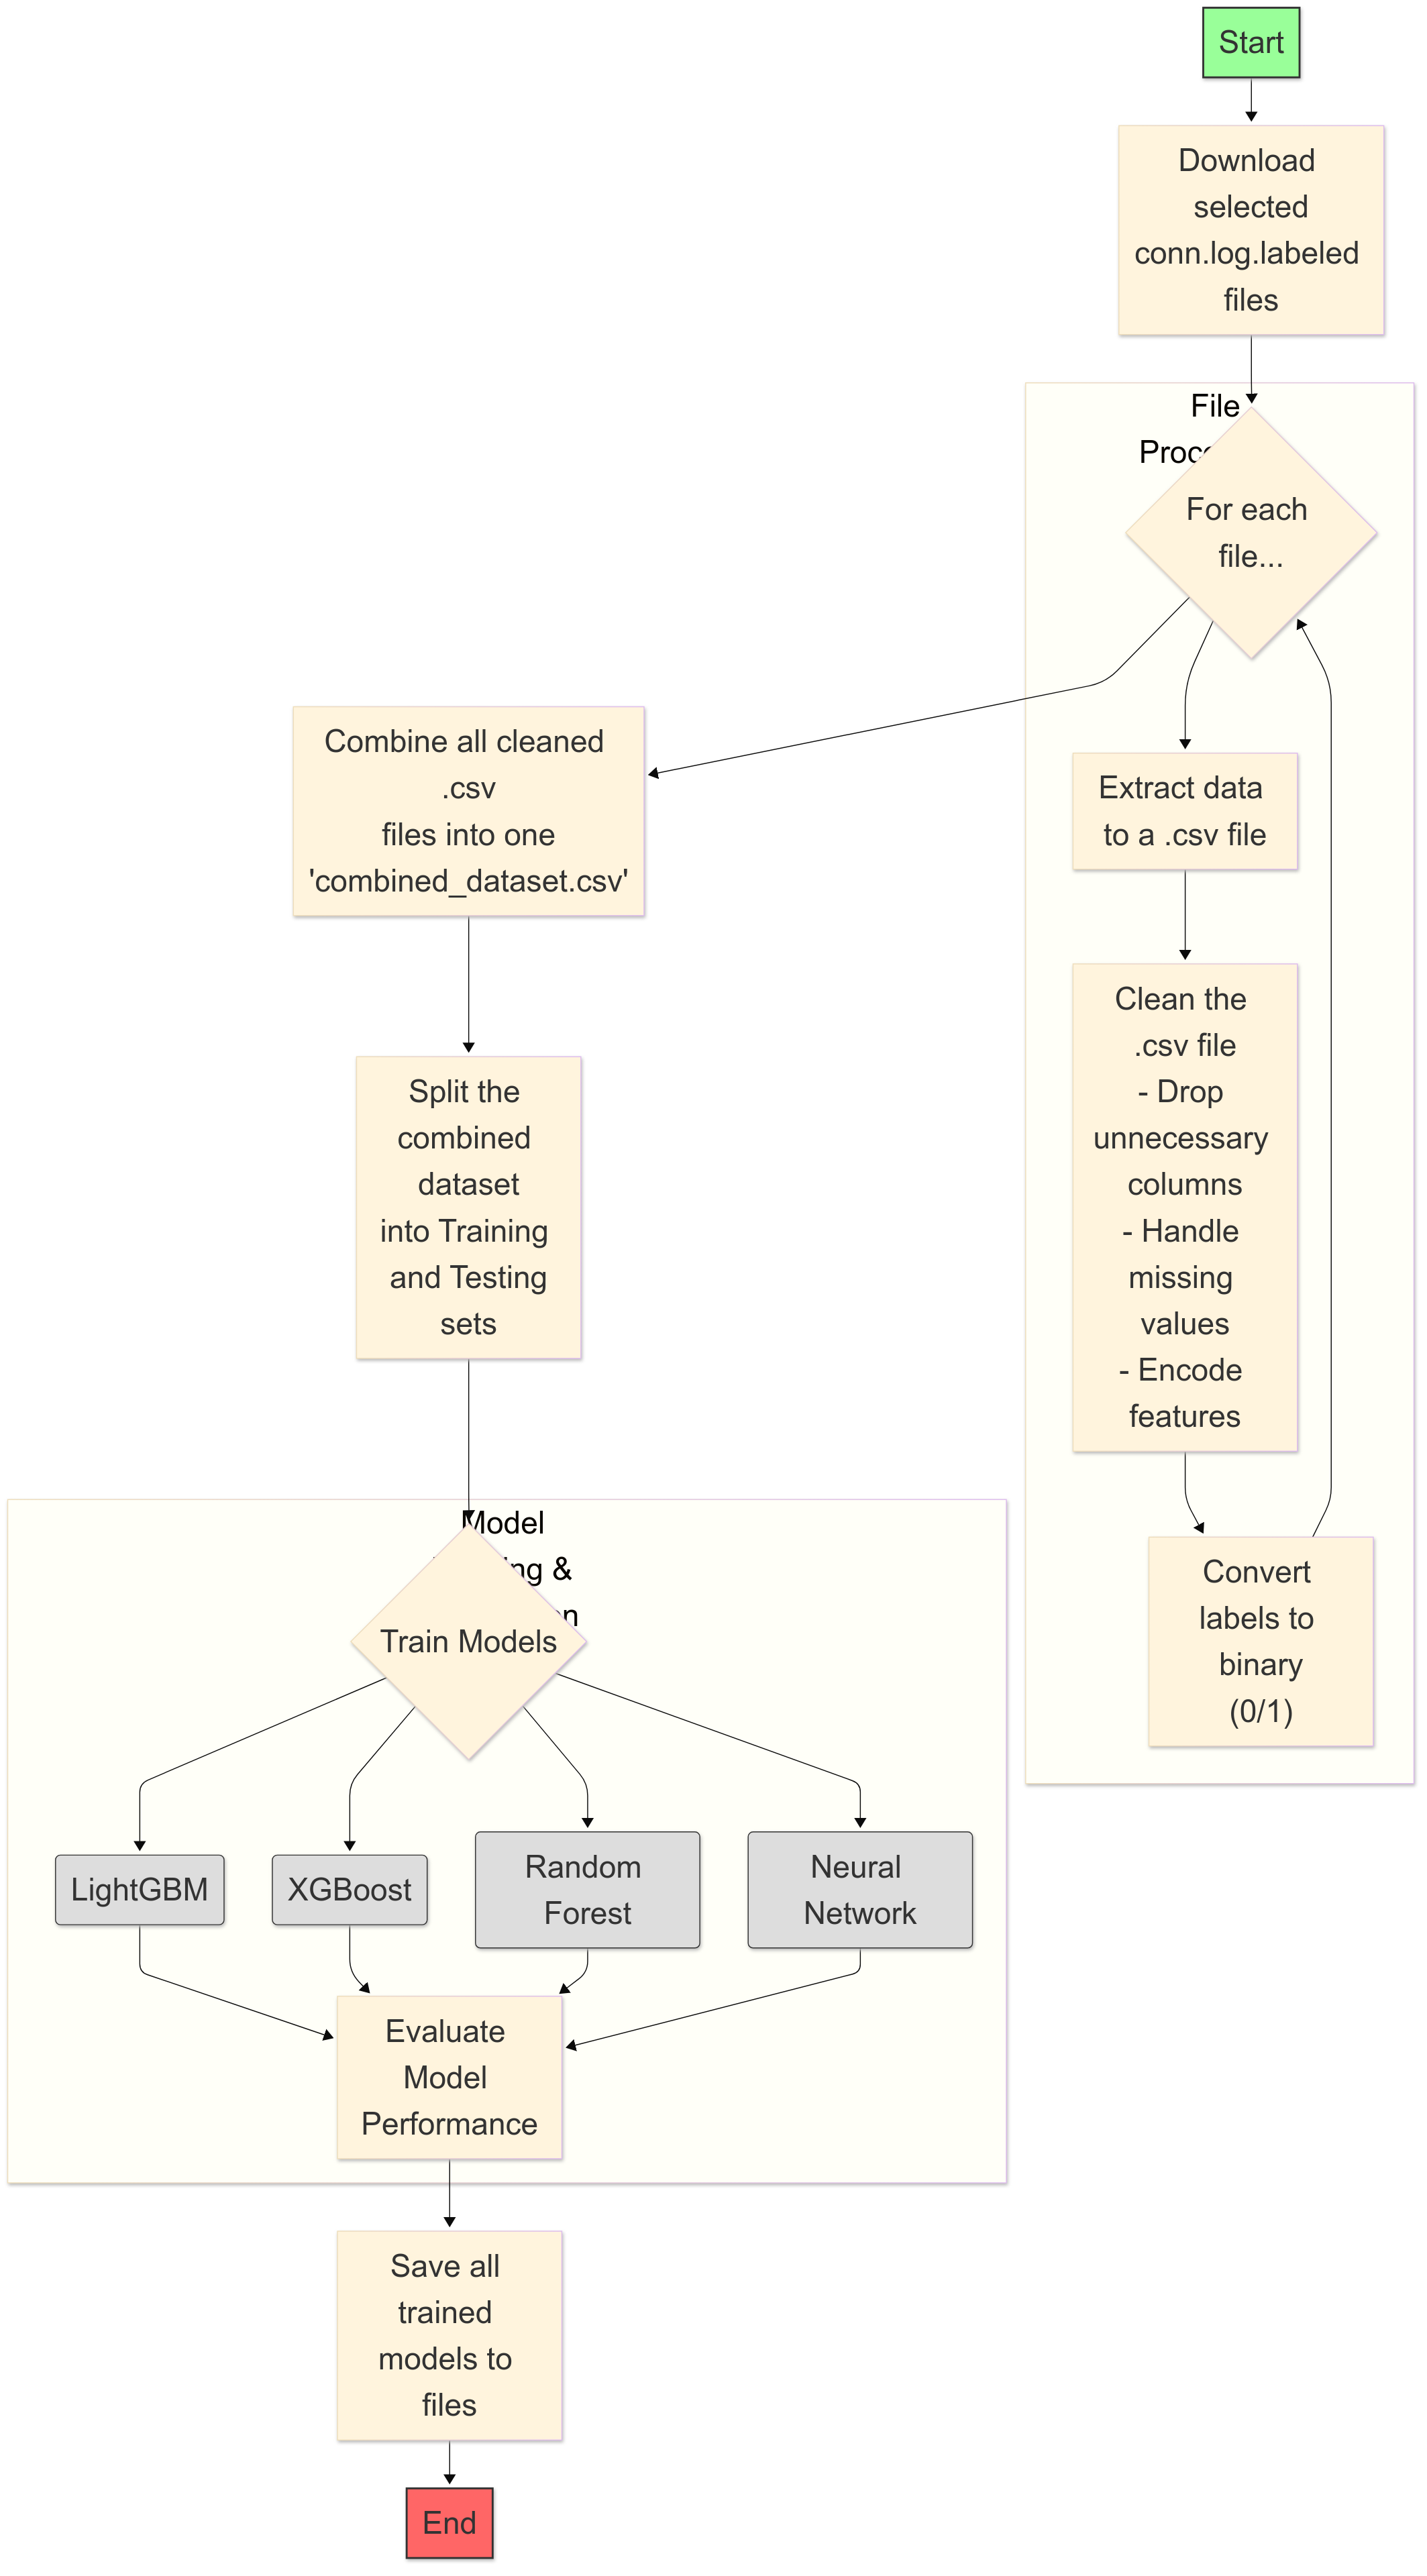 Start
Download
selected
conn.log.labeled
files
File
For each
file...
Combine all cleaned
.csv
files into one
'combined_dataset.csv'
Extract data
to a .csv file
Clean the
.csv file
- Drop
unnecessary
columns
- Handle
missing
values
- Encode
features
Convert
labels to
binary
(0/1)
Split the
combined
dataset
into Training
and Testing
sets
Model
&
Train Models
LightGBM
XGBoost
Random
Forest
Neural
Network
Evaluate
Model
Performance
Save all
trained
models to
files
End